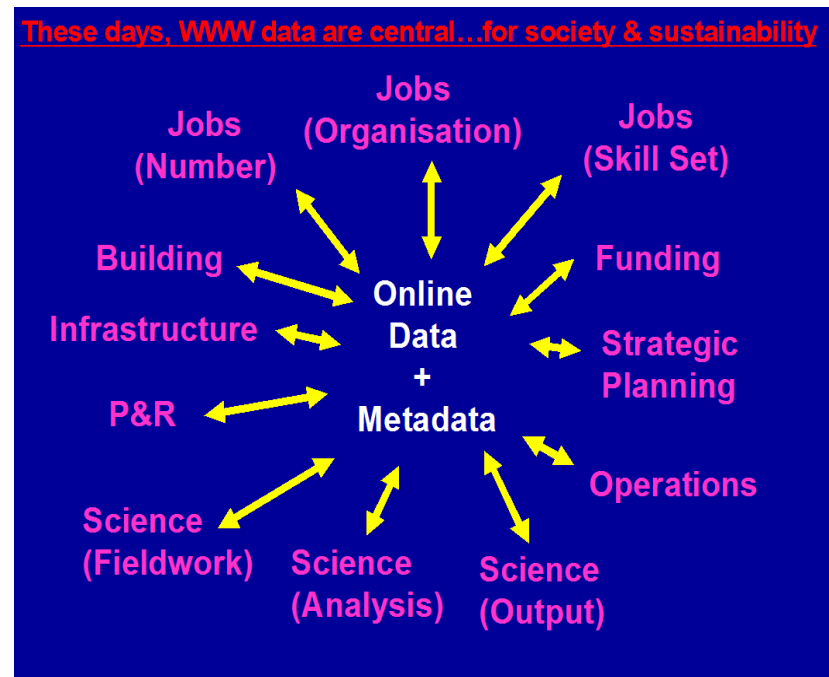 These days, WWW data are central...for society & sustainability
Jobs
(Number)
Jobs
(Organisation)
Jobs
(Skill Set)
Building
Funding
Infrastructure
Strategic
Planning
Online
Data
+
Metadata
P&R
Operations
Science
(Fieldwork)
Science
(Analysis)
Science
(Output)